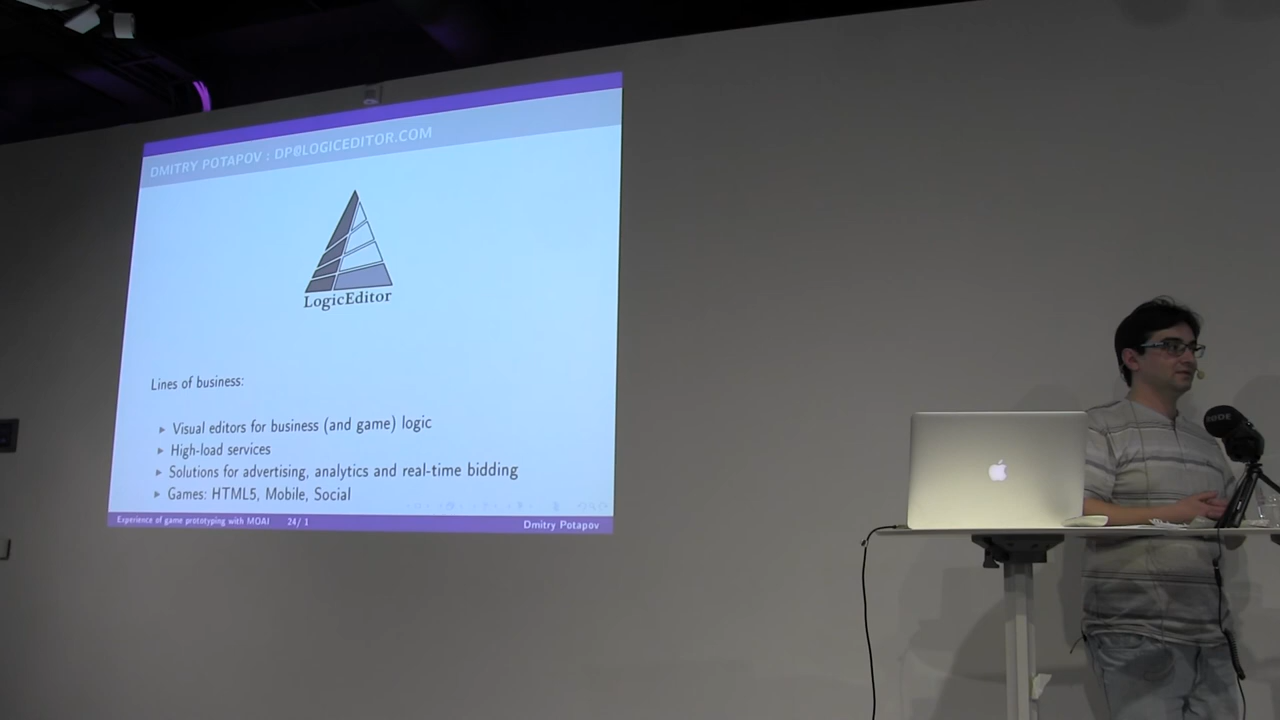 DMITRY POTAPOV : DP@LOGICEDITOR.COM
LogicEditor
Lines of business:
▸ Visual editors for business (and game) logic
▸ High-load services
▸ Solutions for advertising, analytics and real-time bidding
▸ Games: HTML5, Mobile, Social
Experience of game prototyping with MOAI 24/ 1 Dmitry Potapov
RØDE